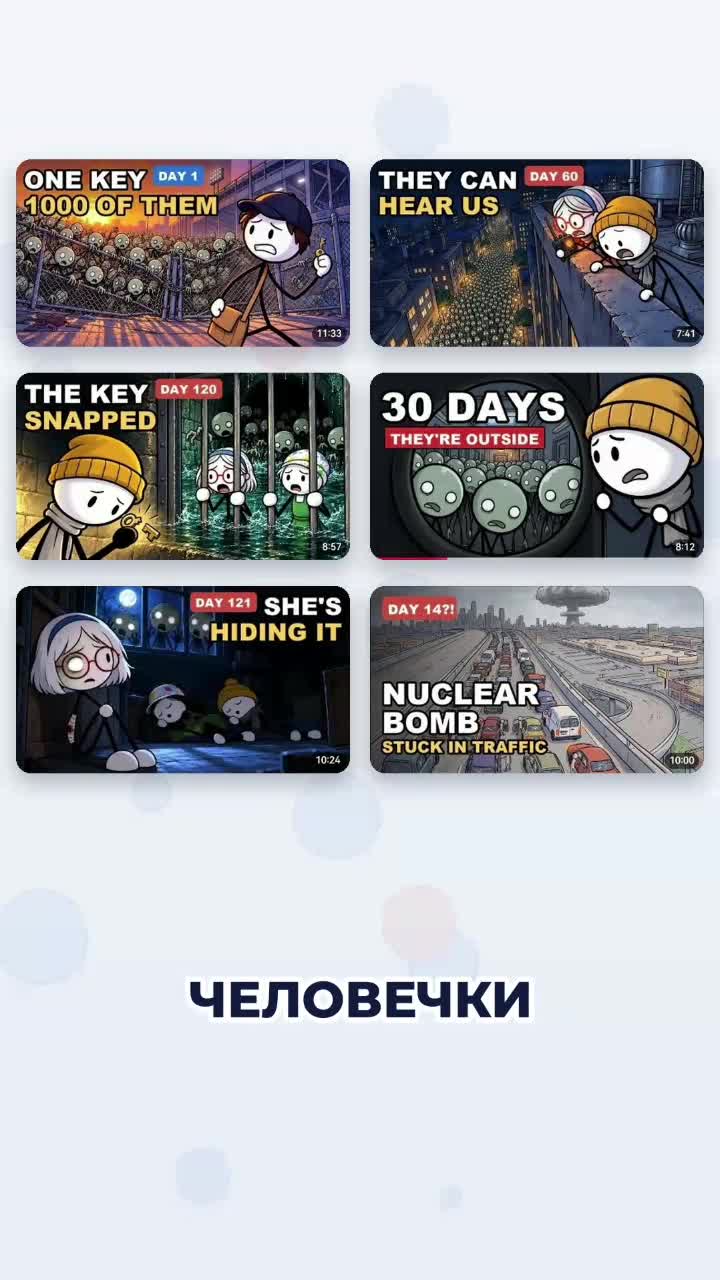 ONE KEY DAY 1
1000 OF THEM
11:33
THEY CAN DAY 60
HEAR US
7:41
THE KEY DAY 120
SNAPPED
8:57
30 DAYS
THEY'RE OUTSIDE
8:12
DAY 121 SHE'S
HIDING IT
10:24
DAY 14?!
NUCLEAR
BOMB
STUCK IN TRAFFIC
10:00
ЧЕЛОВЕЧКИ